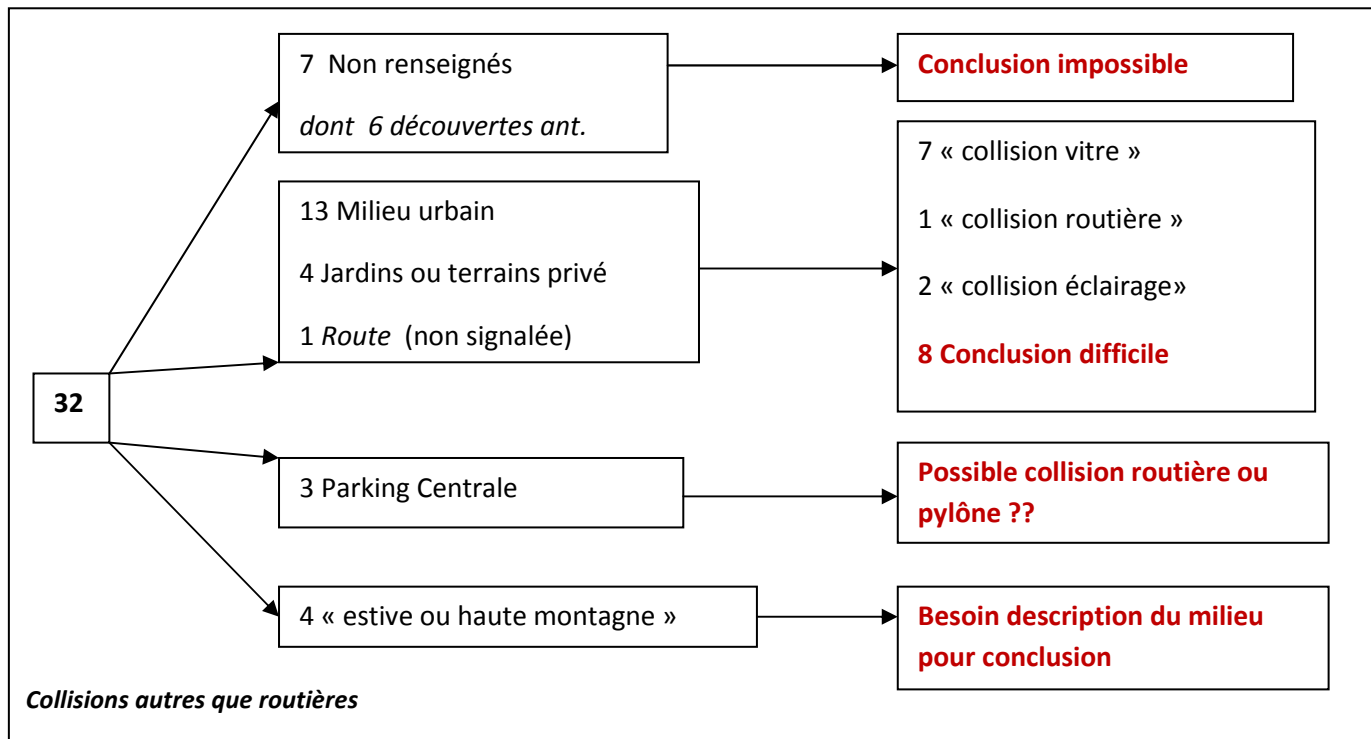 7 Non renseignés
dont 6 découvertes ant.
Conclusion impossible
13 Milieu urbain
4 Jardins ou terrains privé
1 Route (non signalée)
7 « collision vitre »
1 « collision routière »
2 « collision éclairage»
8 Conclusion difficile
32
3 Parking Centrale
Possible collision routière ou
pylône ??
4 « estive ou haute montagne »
Besoin description du milieu
pour conclusion
Collisions autres que routières